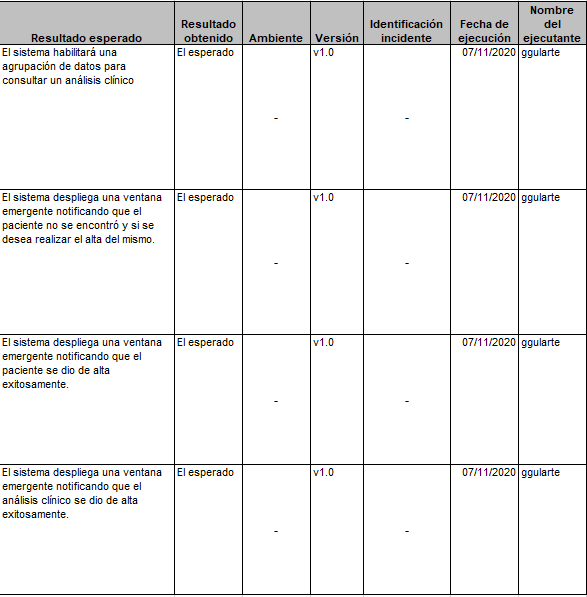 Resultado esperado
Resultado
obtenido
Ambiente
Versión
Identificación
incidente
Fecha de
ejecución
Nombre
del
ejecutante
El sistema habilitará una
agrupación de datos para
consultar un análisis clínico
El esperado
-
v1.0
-
07/11/2020
ggularte
El sistema despliega una ventana
emergente notificando que el
paciente no se encontró y si se
desea realizar el alta del mismo.
El esperado
-
v1.0
-
07/11/2020
ggularte
El sistema despliega una ventana
emergente notificando que el
paciente se dio de alta
exitosamente.
El esperado
-
v1.0
-
07/11/2020
ggularte
El sistema despliega una ventana
emergente notificando que el
análisis clínico se dio de alta
exitosamente.
El esperado
-
v1.0
-
07/11/2020
ggularte